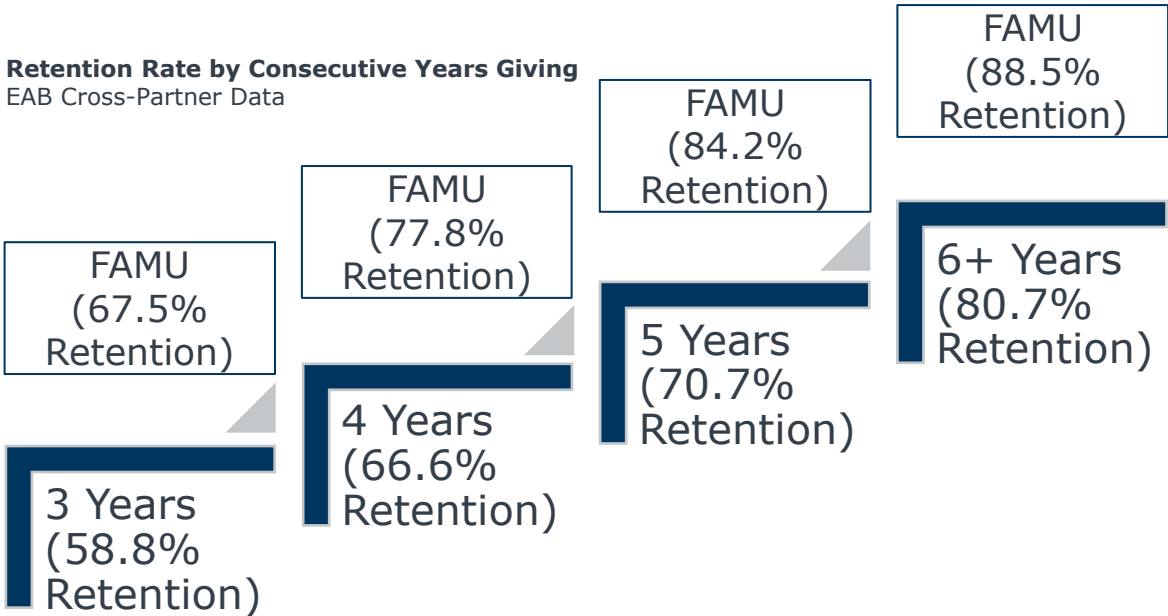 Retention Rate by Consecutive Years Giving
EAB Cross-Partner Data
FAMU
(67.5%
Retention)
3 Years
(58.8%
Retention)
FAMU
(77.8%
Retention)
4 Years
(66.6%
Retention)
FAMU
(84.2%
Retention)
5 Years
(70.7%
Retention)
FAMU
(88.5%
Retention)
6+ Years
(80.7%
Retention)